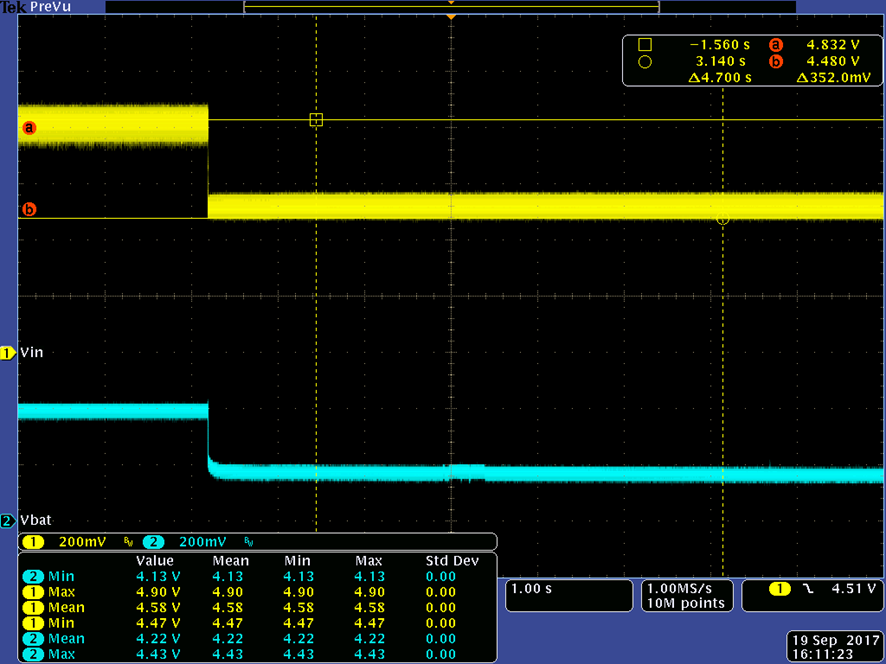 Tek PreVu
−1.560 s a 4.832 V
3.140 s b 4.480 V
Δ4.700 s Δ352.0mV
a
b
1 Vin
2 Vbat
1 200mV BW 2 200mV BW
Value Mean Min Max Std Dev
2 Min 4.13 V 4.13 4.13 4.13 0.00
1 Max 4.90 V 4.90 4.90 4.90 0.00
1 Mean 4.58 V 4.58 4.58 4.58 0.00
1 Min 4.47 V 4.47 4.47 4.47 0.00
2 Mean 4.22 V 4.22 4.22 4.22 0.00
2 Max 4.43 V 4.43 4.43 4.43 0.00
1.00 s
1.00MS/s
10M points
1 4.51 V
19 Sep 2017
16:11:23